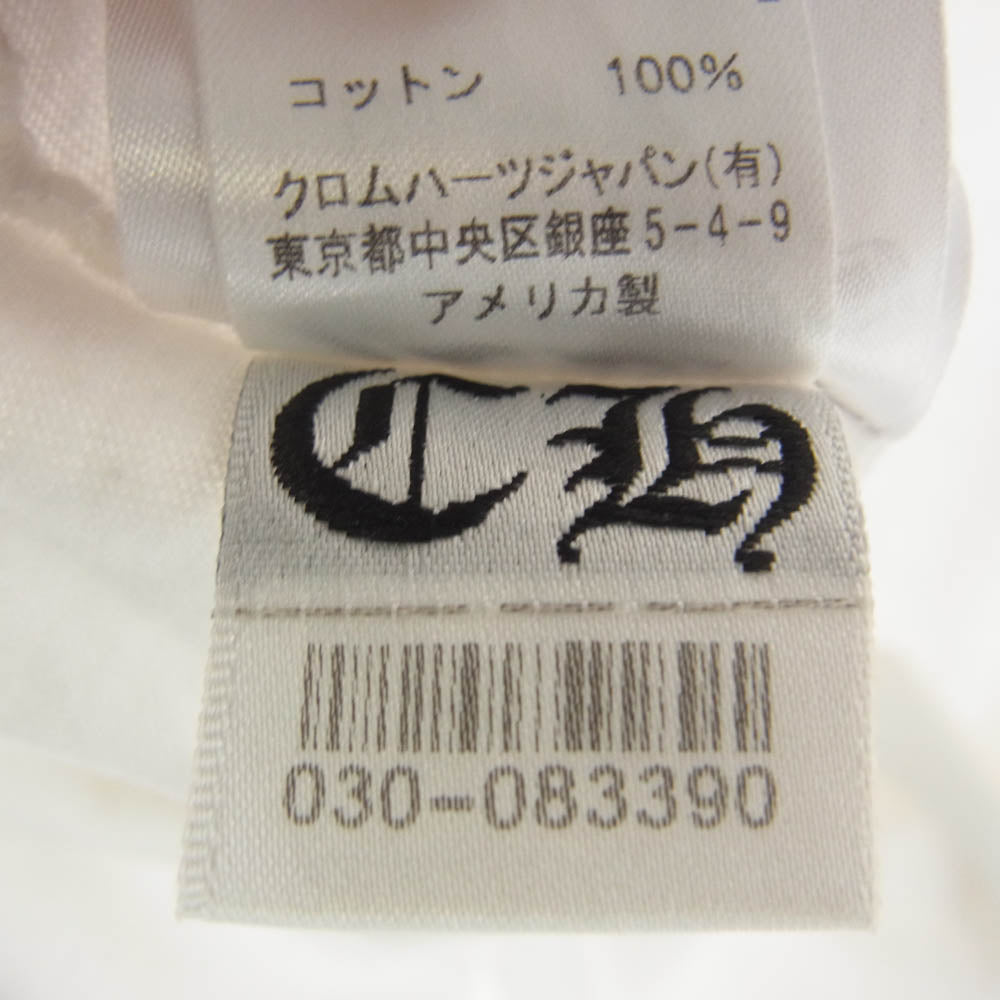 コットン 100%
クロムハーツジャパン(有)
東京都中央区銀座5-4-9
アメリカ製
CH
030-083390